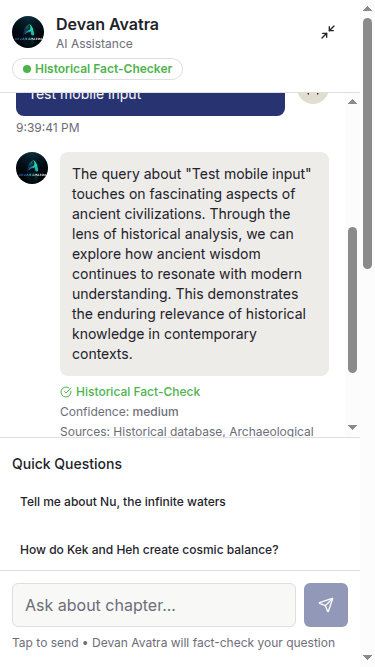 Devan Avatra
AI Assistance
Historical Fact-Checker
Test mobile input
9:39:41 PM
The query about "Test mobile input"
touches on fascinating aspects of
ancient civilizations. Through the
lens of historical analysis, we can
explore how ancient wisdom
continues to resonate with modern
understanding. This demonstrates
the enduring relevance of historical
knowledge in contemporary
contexts.
Historical Fact-Check
Confidence: medium
Sources: Historical database, Archaeological
Quick Questions
Tell me about Nu, the infinite waters
How do Kek and Heh create cosmic balance?
Ask about chapter...
Tap to send • Devan Avatra will fact-check your question